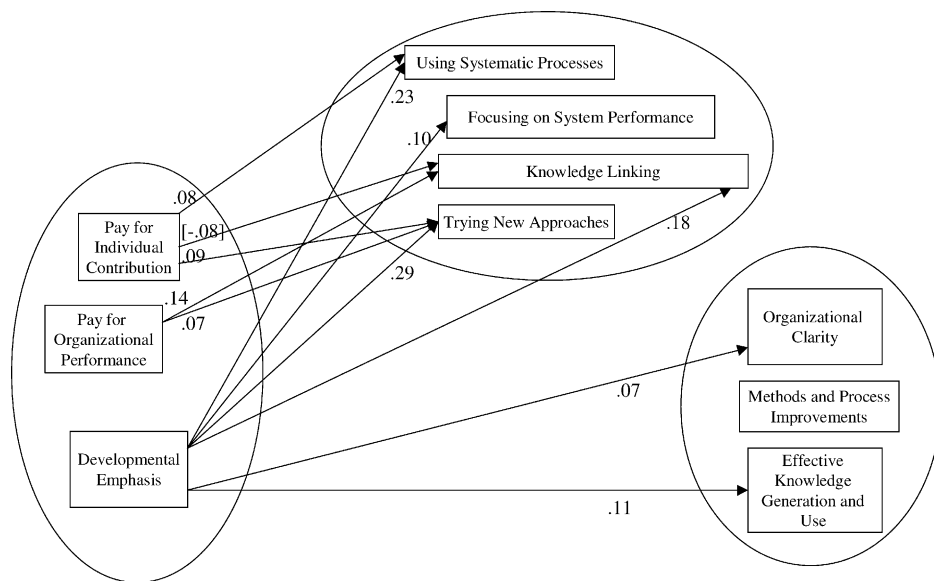 Using Systematic Processes
.23
Focusing on System Performance
.10
Knowledge Linking
.08
.18
Pay for
Individual
Contribution
[-.08]
.09
Trying New Approaches
.29
.14
.07
Pay for
Organizational
Performance
Organizational
Clarity
.07
Methods and Process
Improvements
Developmental
Emphasis
Effective
Knowledge
Generation and
Use
.11